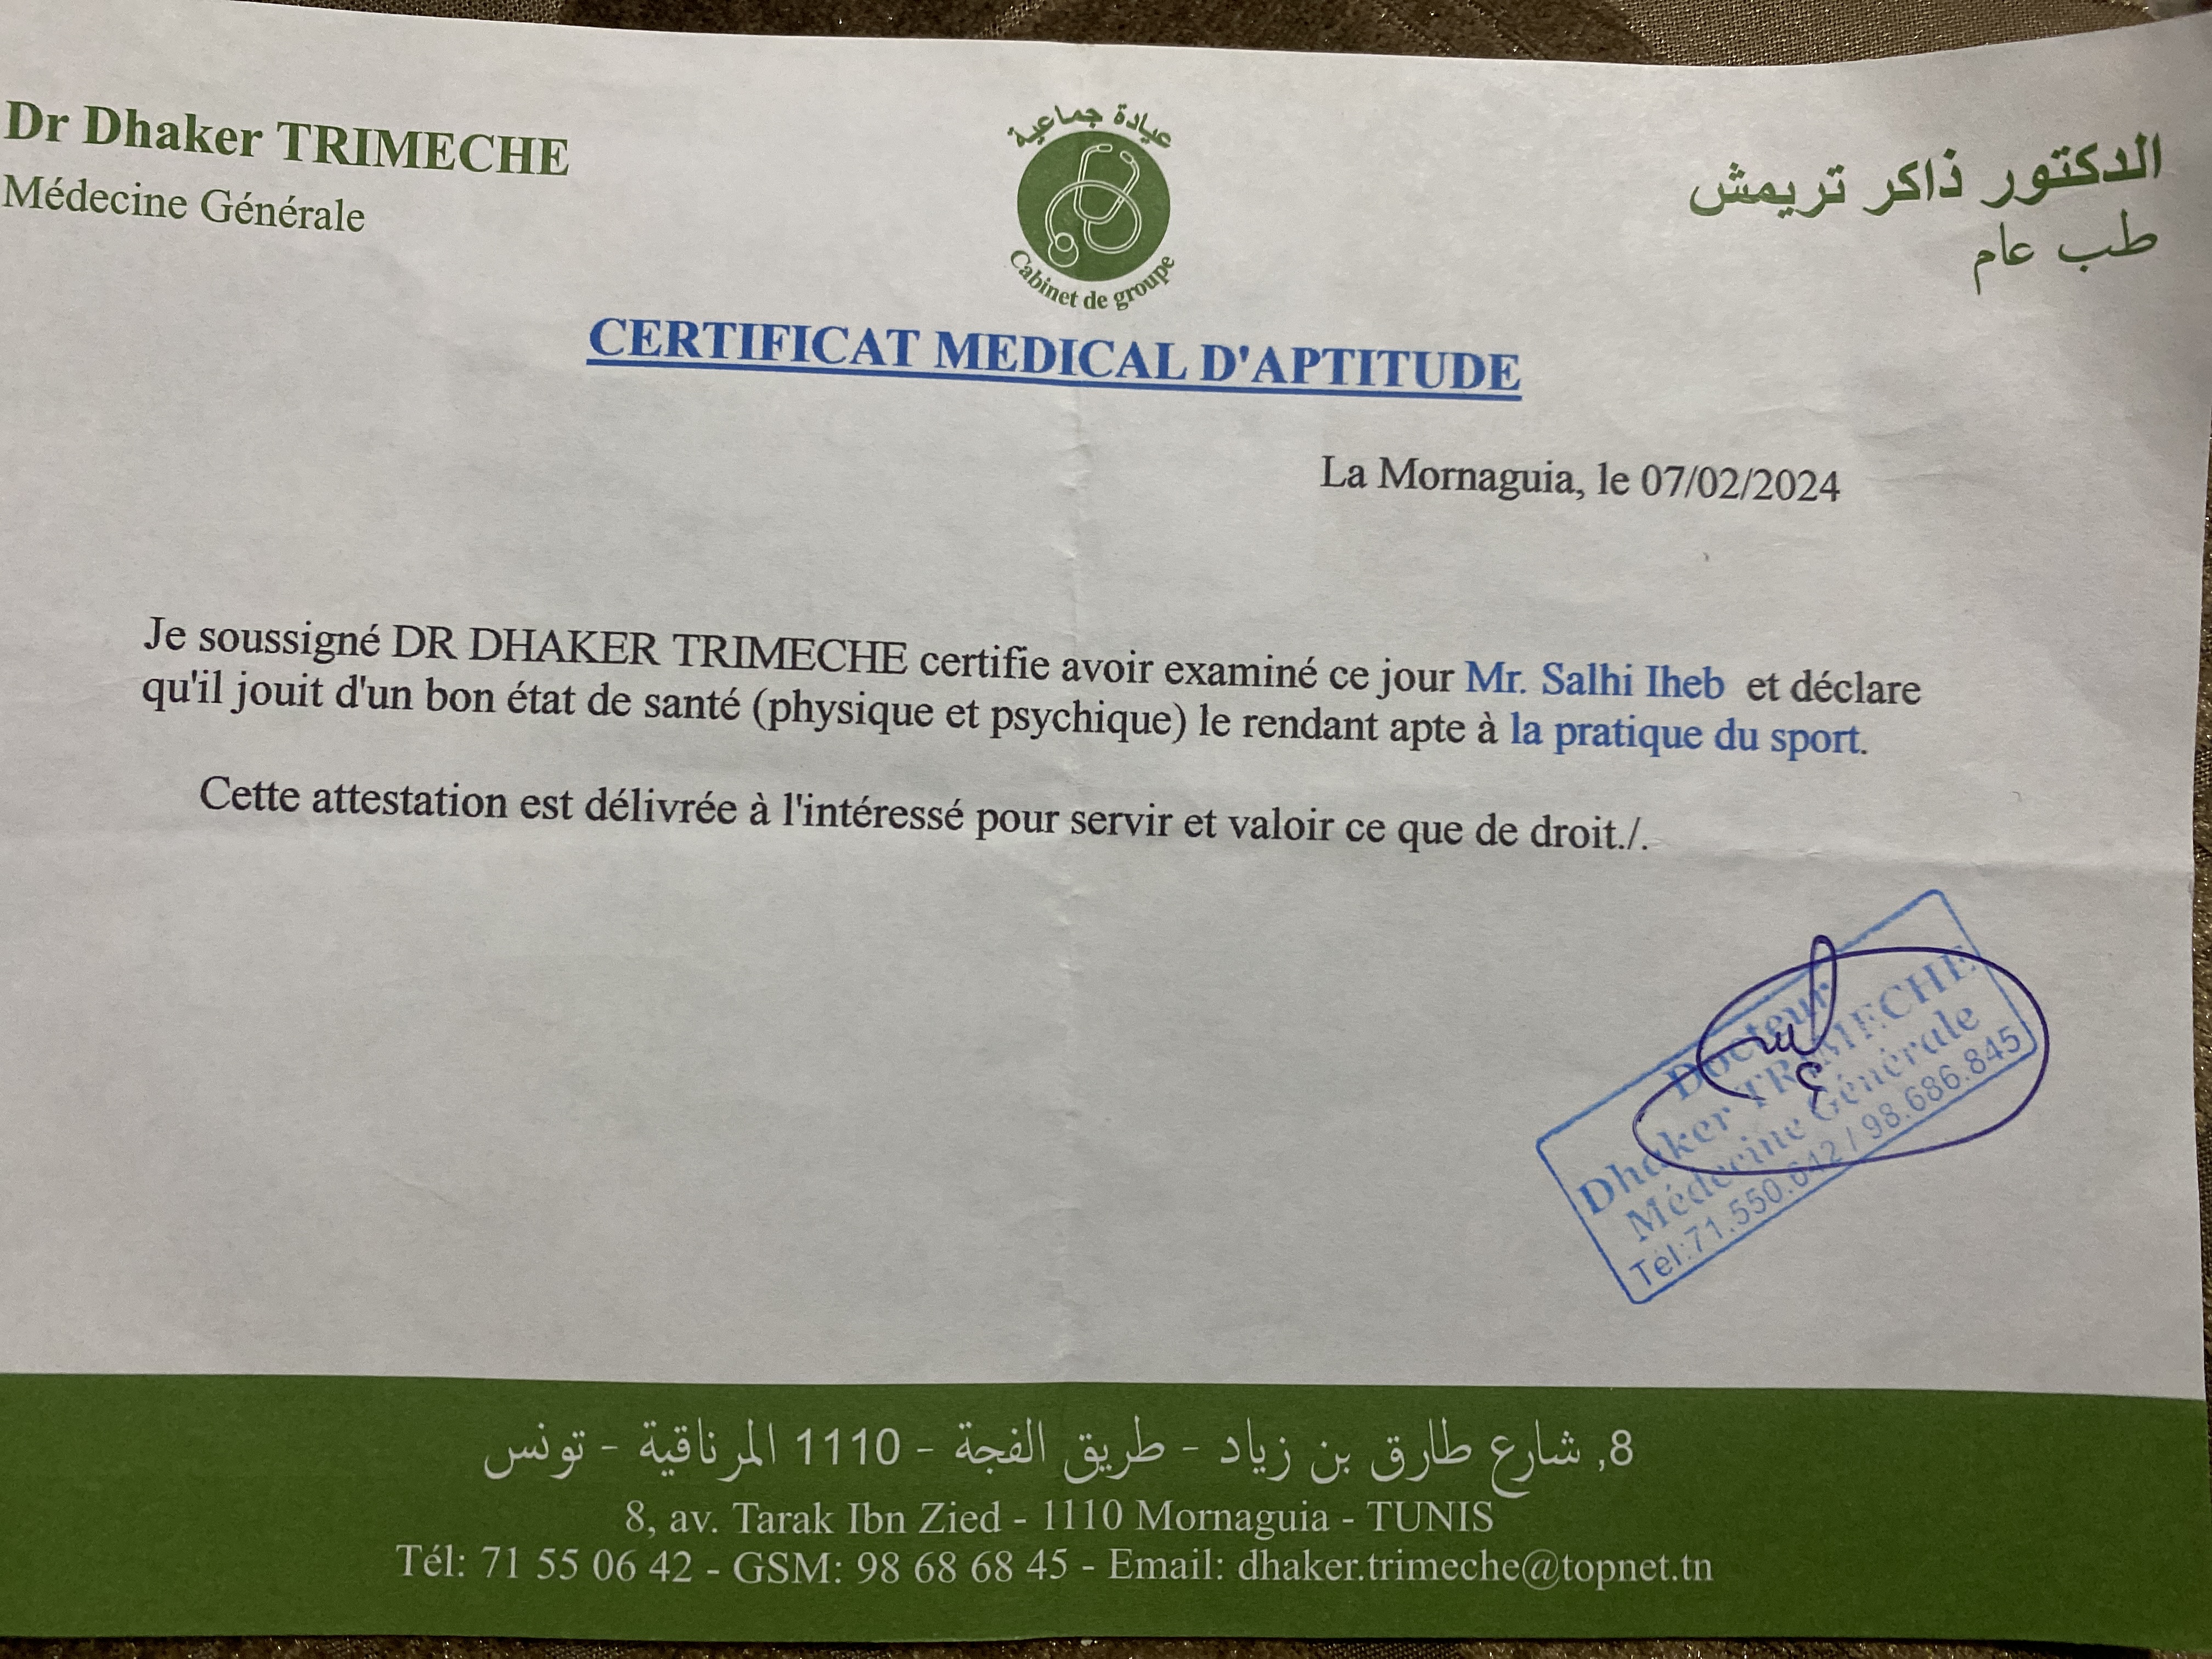 Dr Dhaker TRIMECHE
Médecine Générale
عيادة جماعية
Cabinet de groupe
الدكتور ذاكر تريمش
طب عام
CERTIFICAT MEDICAL D'APTITUDE
La Mornaguia, le 07/02/2024
Je soussigné DR DHAKER TRIMECHE certifie avoir examiné ce jour Mr. Salhi Iheb et déclare
qu'il jouit d'un bon état de santé (physique et psychique) le rendant apte à la pratique du sport.
Cette attestation est délivrée à l'intéressé pour servir et valoir ce que de droit./.
Docteur
Dhaker TRIMECHE
Médecine Générale
Tél:71.550.642 / 98.686.845
8, شارع طارق بن زياد - طريق الفجة - 1110 المرناقية - تونس
8, av. Tarak Ibn Zied - 1110 Mornaguia - TUNIS
Tél: 71 55 06 42 - GSM: 98 68 68 45 - Email: dhaker.trimeche@topnet.tn